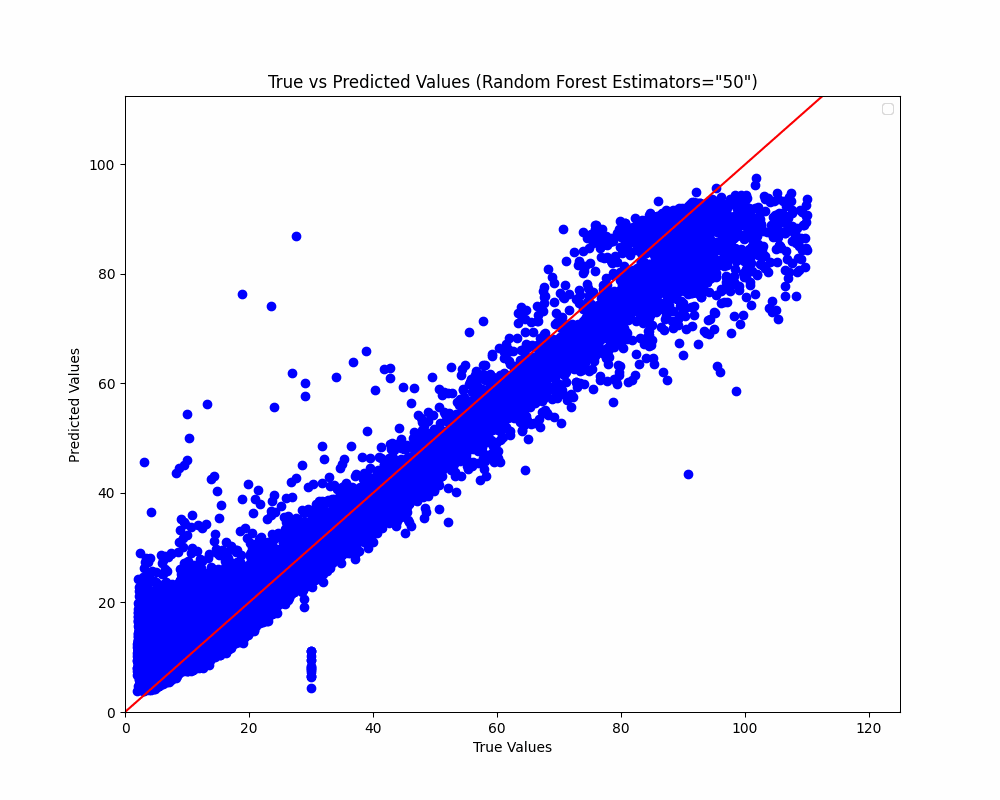 True vs Predicted Values (Random Forest Estimators="50")
Predicted Values
100
80
60
40
20
0
0 20 40 60 80 100 120
True Values